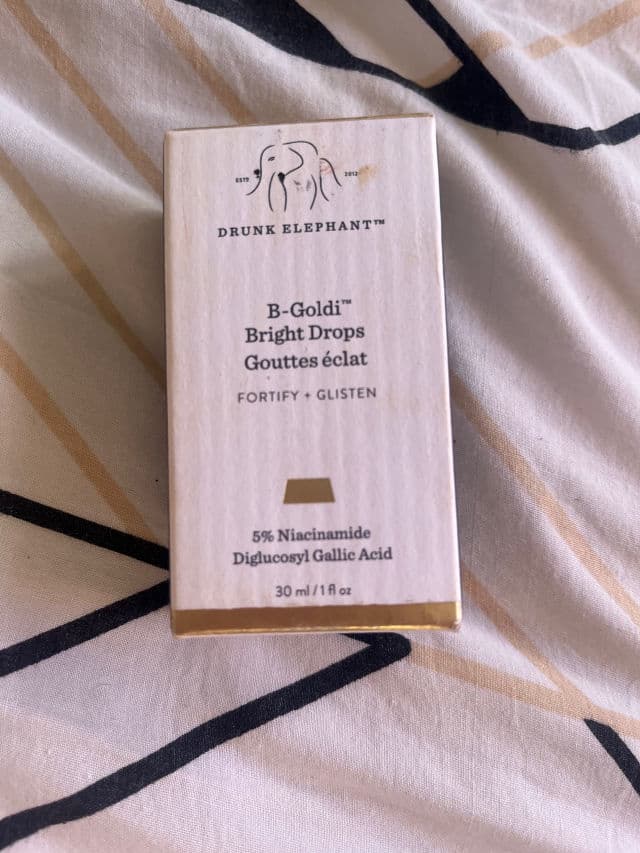 ESTD 2012
DRUNK ELEPHANT™
B-Goldi™
Bright Drops
Gouttes éclat
FORTIFY + GLISTEN
5% Niacinamide
Diglucosyl Gallic Acid
30 ml / 1 fl oz